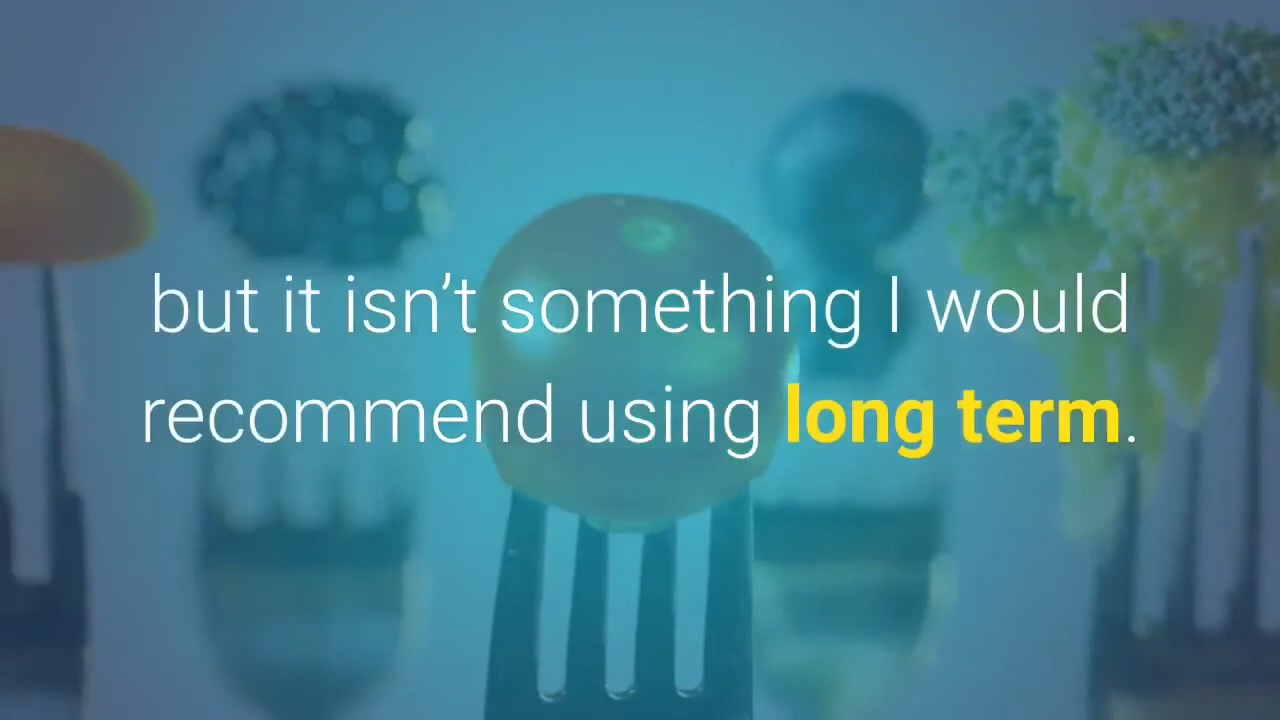 but it isn’t something I would
recommend using long term.